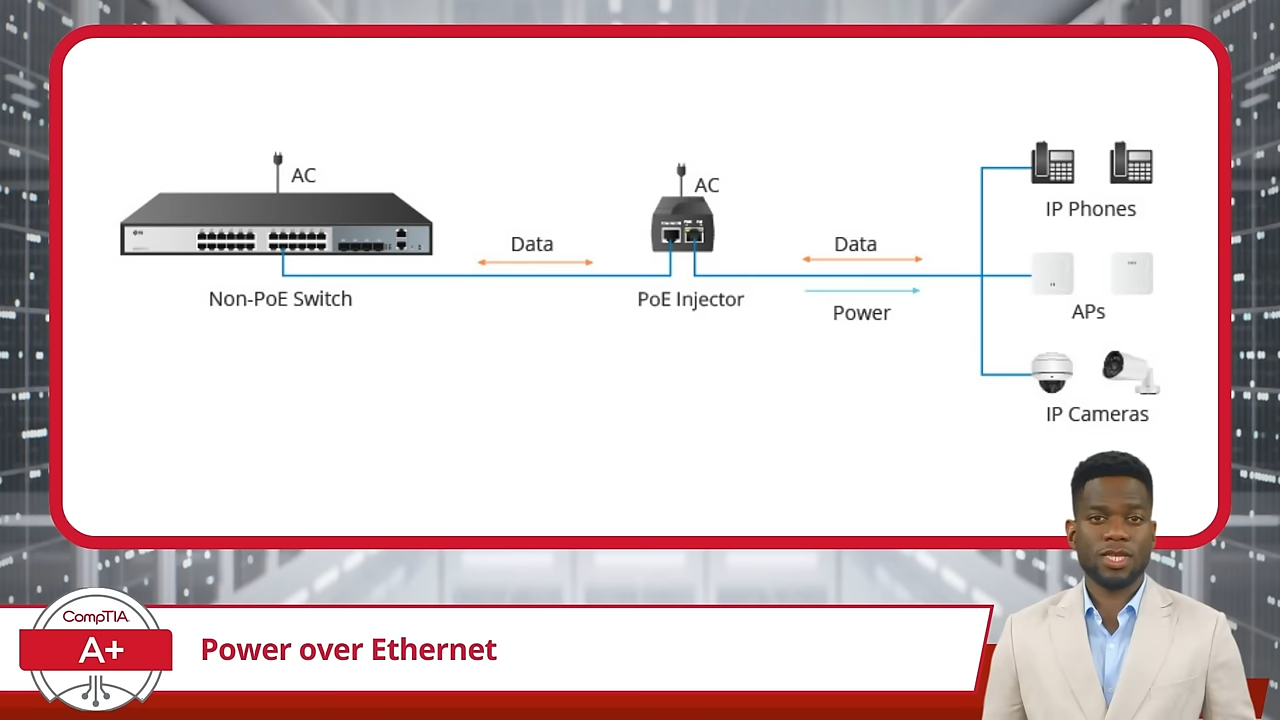 AC
AC
Data
Data
Non-PoE Switch
PoE Injector
Power
IP Phones
APs
IP Cameras
CompTIA.
A+
Power over Ethernet